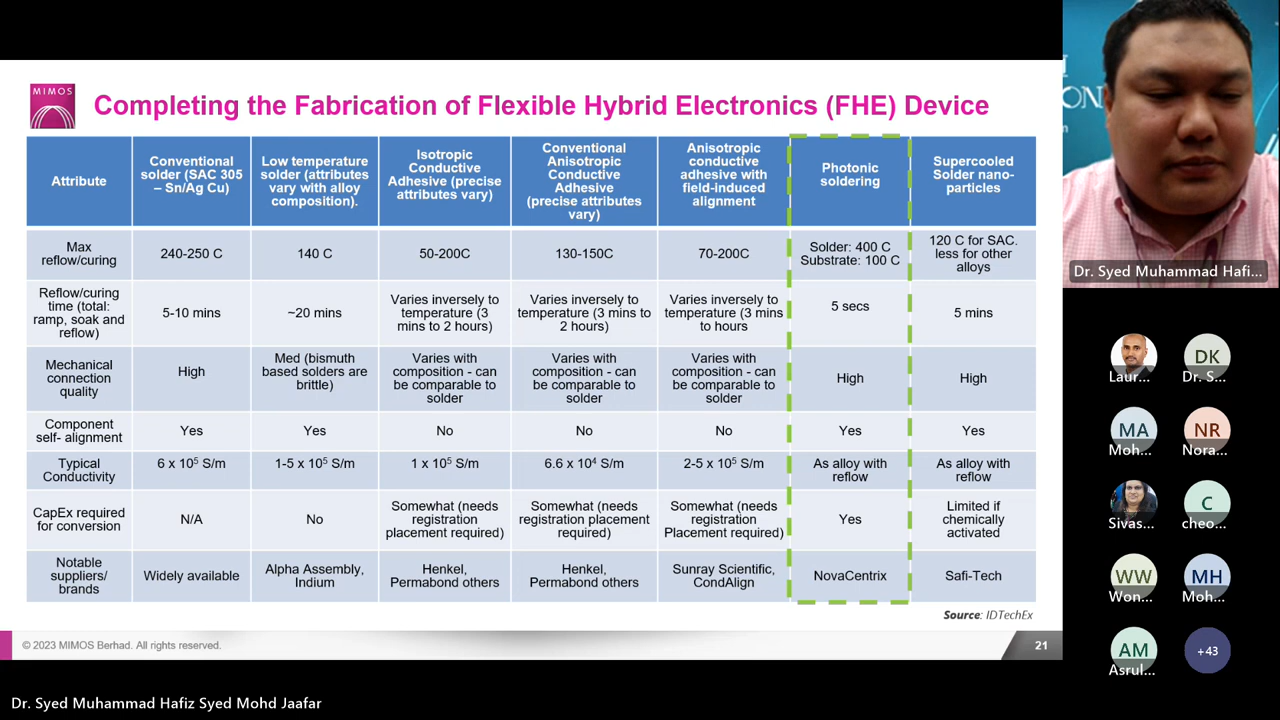 MIMOS
Completing the Fabrication of Flexible Hybrid Electronics (FHE) Device
Attribute
Conventional
solder (SAC 305
– Sn/Ag Cu)
Low temperature
solder (attributes
vary with alloy
composition).
Isotropic
Conductive
Adhesive (precise
attributes vary)
Conventional
Anisotropic
Conductive
Adhesive
(precise attributes
vary)
Anisotropic
conductive
adhesive with
field-induced
alignment
Photonic
soldering
Supercooled
Solder nano-
particles
Max
reflow/curing
240-250 C
140 C
50-200C
130-150C
70-200C
Solder: 400 C
Substrate: 100 C
120 C for SAC.
less for other
alloys
Reflow/curing
time (total:
ramp, soak and
reflow)
5-10 mins
~20 mins
Varies inversely to
temperature (3
mins to 2 hours)
Varies inversely to
temperature (3 mins to
2 hours)
Varies inversely to
temperature (3 mins
to hours
5 secs
5 mins
Mechanical
connection
quality
High
Med (bismuth
based solders are
brittle)
Varies with
composition - can
be comparable to
solder
Varies with
composition - can
be comparable to
solder
Varies with
composition - can
be comparable to
solder
High
High
Component
self- alignment
Yes
Yes
No
No
No
Yes
Yes
Typical
Conductivity
6 x 10⁵ S/m
1-5 x 10⁵ S/m
1 x 10⁵ S/m
6.6 x 10⁴ S/m
2-5 x 10⁵ S/m
As alloy with
reflow
As alloy with
reflow
CapEx required
for conversion
N/A
No
Somewhat (needs
registration
placement required)
Somewhat (needs
registration placement
required)
Somewhat (needs
registration
Placement required)
Yes
Limited if
chemically
activated
Notable
suppliers/
brands
Widely available
Alpha Assembly,
Indium
Henkel,
Permabond others
Henkel,
Permabond others
Sunray Scientific,
CondAlign
NovaCentrix
Safi-Tech
Source: IDTechEx
© 2023 MIMOS Berhad. All rights reserved.
21
Dr. Syed Muhammad Hafiz Syed Mohd Jaafar
Dr. Syed Muhammad Hafi...
Laur...
DK
Dr. S...
MA
Moh...
NR
Nora...
Sivas...
C
cheo...
WW
Won...
MH
Moh...
AM
Asrul...
+43